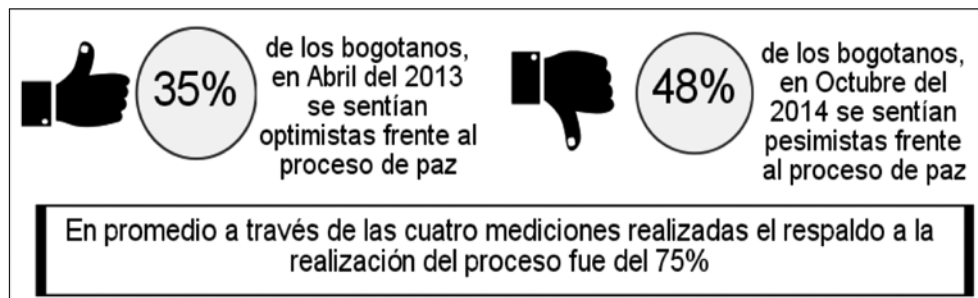 35%
de los bogotanos,
en Abril del 2013
se sentían
optimistas frente al
proceso de paz
48%
de los bogotanos,
en Octubre del
2014 se sentían
pesimistas frente
al proceso de paz
En promedio a través de las cuatro mediciones realizadas el respaldo a la
realización del proceso fue del 75%